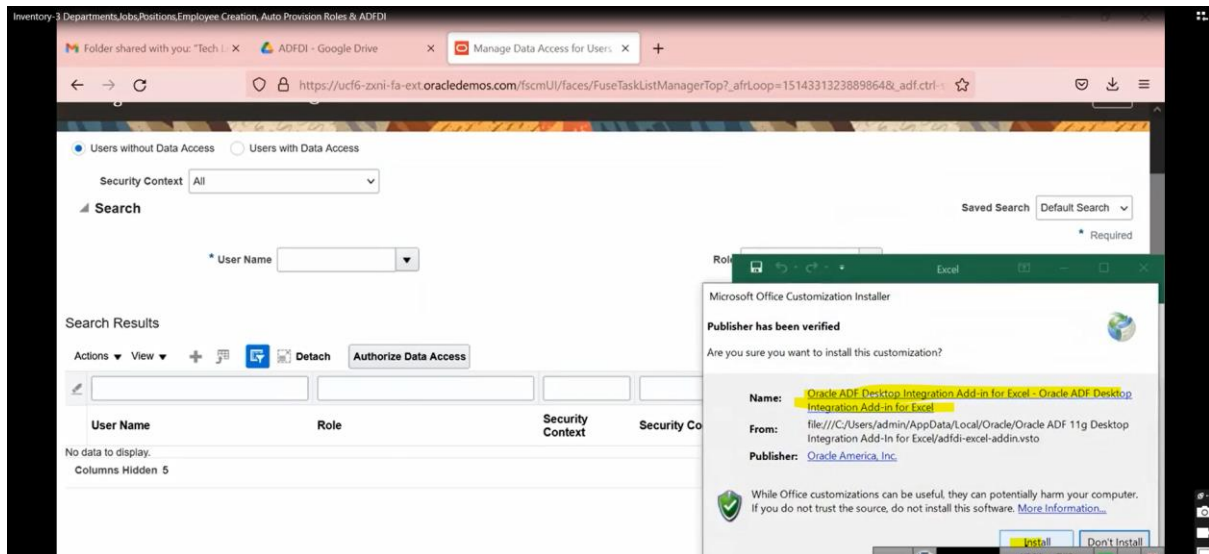 Inventory-3 Departments,Jobs,Positions,Employee Creation, Auto Provision Roles & ADFDI
Folder shared with you: "Tech
ADFDI - Google Drive
Manage Data Access for Users
https://ucf6-zxni-fa-ext.oracledemos.com/fscmUI/faces/FuseTaskListManagerTop?_afrLoop=15143313238898648&_adf.ctrl-s
Users without Data Access
Users with Data Access
Security Context
All
Search
Saved Search
Default Search
* Required
* User Name
Role
Excel
Microsoft Office Customization Installer
Publisher has been verified
Are you sure you want to install this customization?
Name: Oracle ADF Desktop Integration Add-in for Excel - Oracle ADF Desktop
Integration Add-in for Excel
From: file:///C:/Users/admin/AppData/Local/Oracle/Oracle ADF 11g Desktop
Integration Add-In for Excel/adfdi-excel-addin.vsto
Publisher: Oracle America, Inc.
While Office customizations can be useful, they can potentially harm your computer.
If you do not trust the source, do not install this software. More Information...
Install
Don't Install
Search Results
Actions
View
Detach
Authorize Data Access
User Name
Role
Security
Context
Security Co
No data to display.
Columns Hidden 5